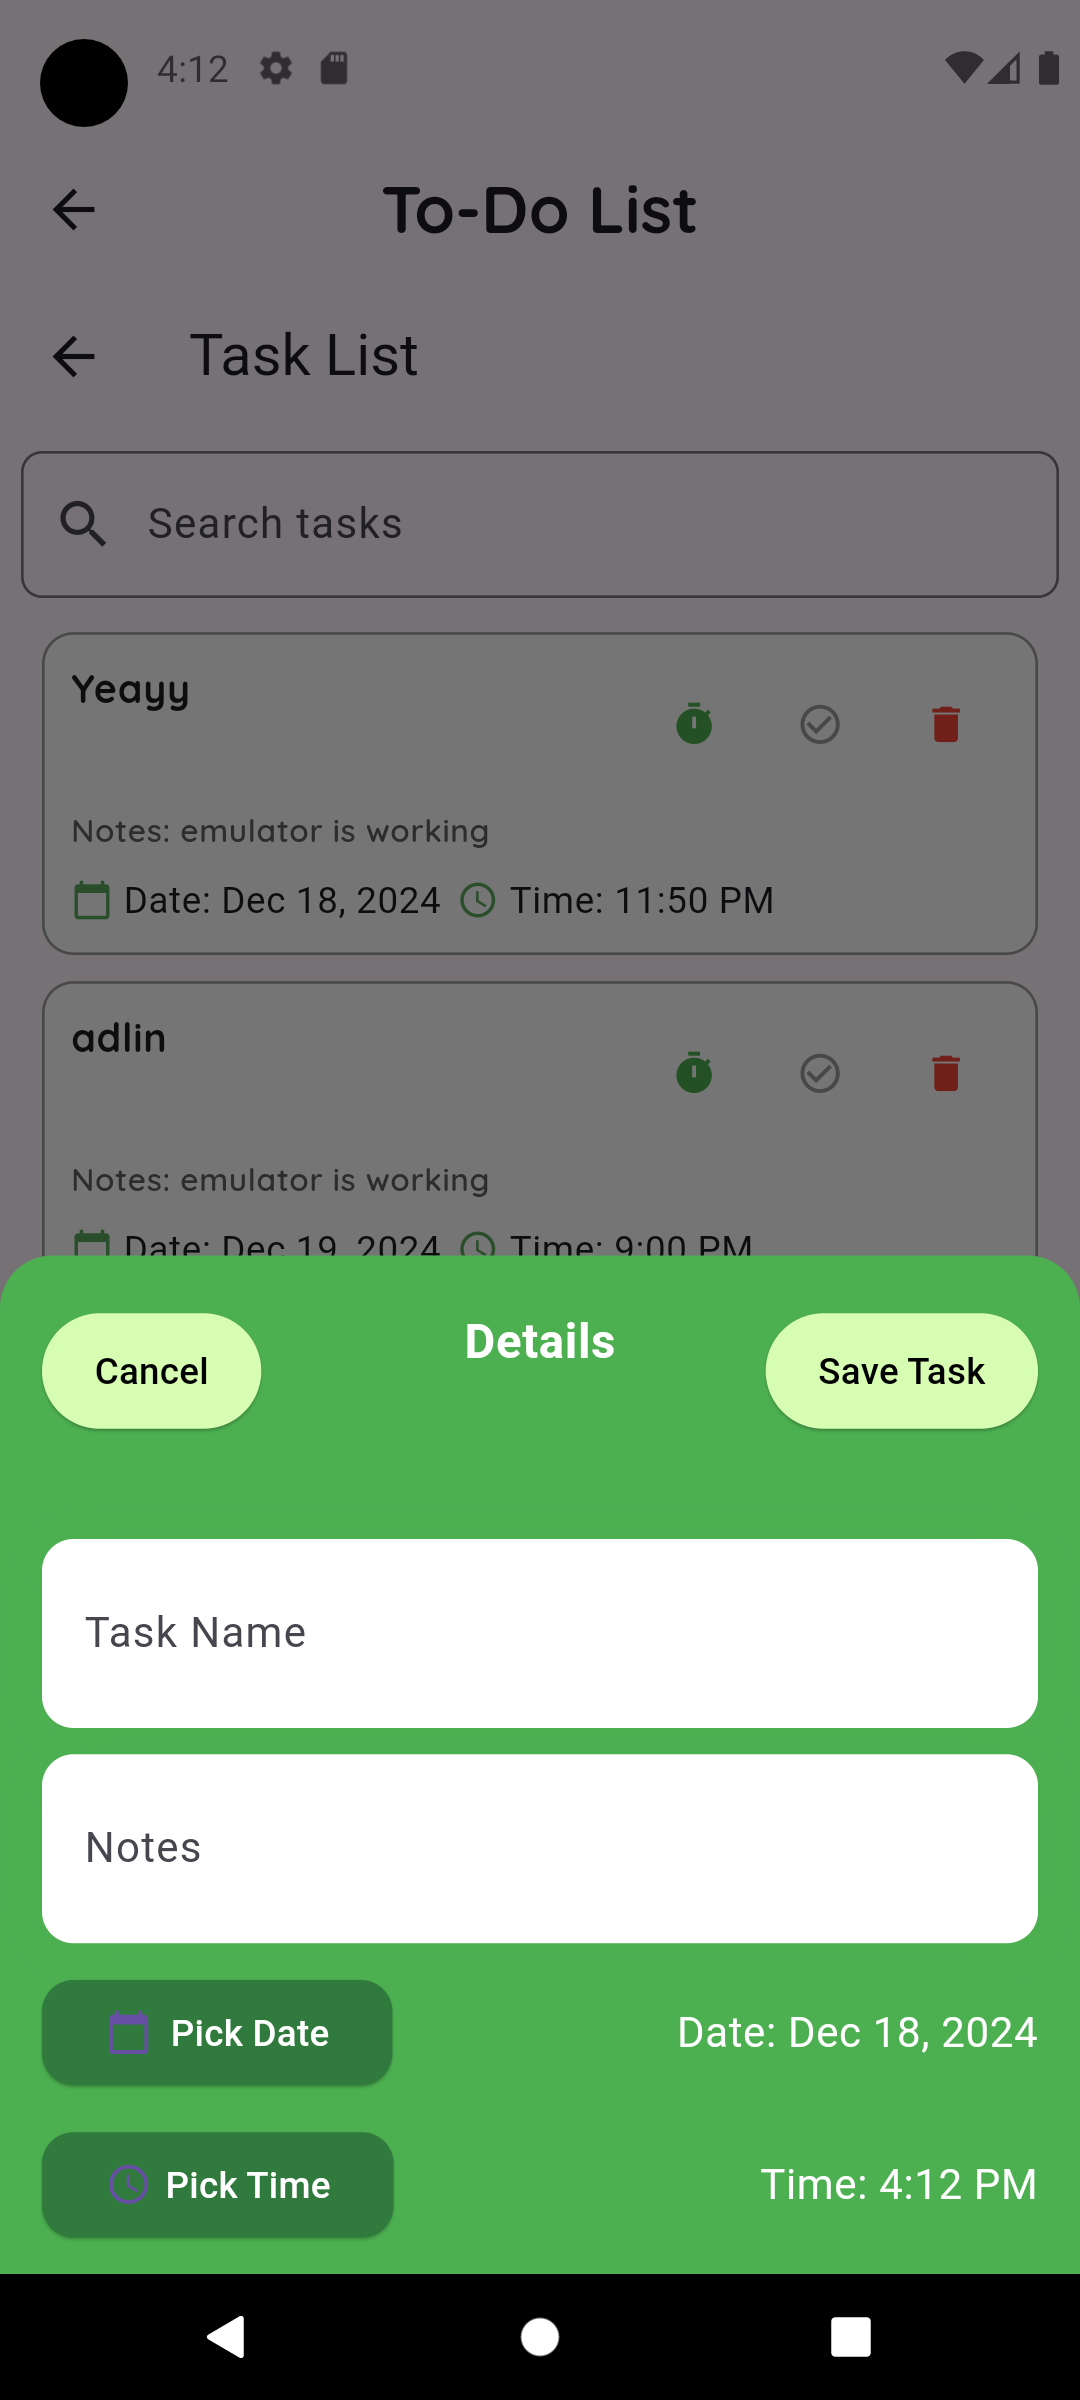 4:12
To-Do List
Task List
Search tasks
Yeayy
Notes: emulator is working
Date: Dec 18, 2024 Time: 11:50 PM
adlin
Notes: emulator is working
Date: Dec 19, 2024 Time: 9:00 PM
Cancel Details Save Task
Task Name
Notes
Pick Date Date: Dec 18, 2024
Pick Time Time: 4:12 PM